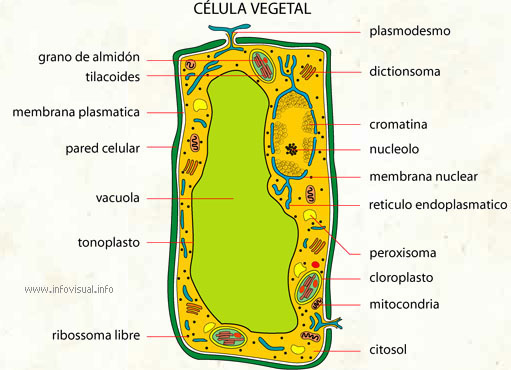 CÉLULA VEGETAL
plasmodesmo
grano de almidón
tilacoides
dictionsoma
membrana plasmatica
cromatina
pared celular
nucleolo
membrana nuclear
vacuola
reticulo endoplasmatico
tonoplasto
peroxisoma
cloroplasto
www.infovisual.info
mitocondria
ribossoma libre
citosol